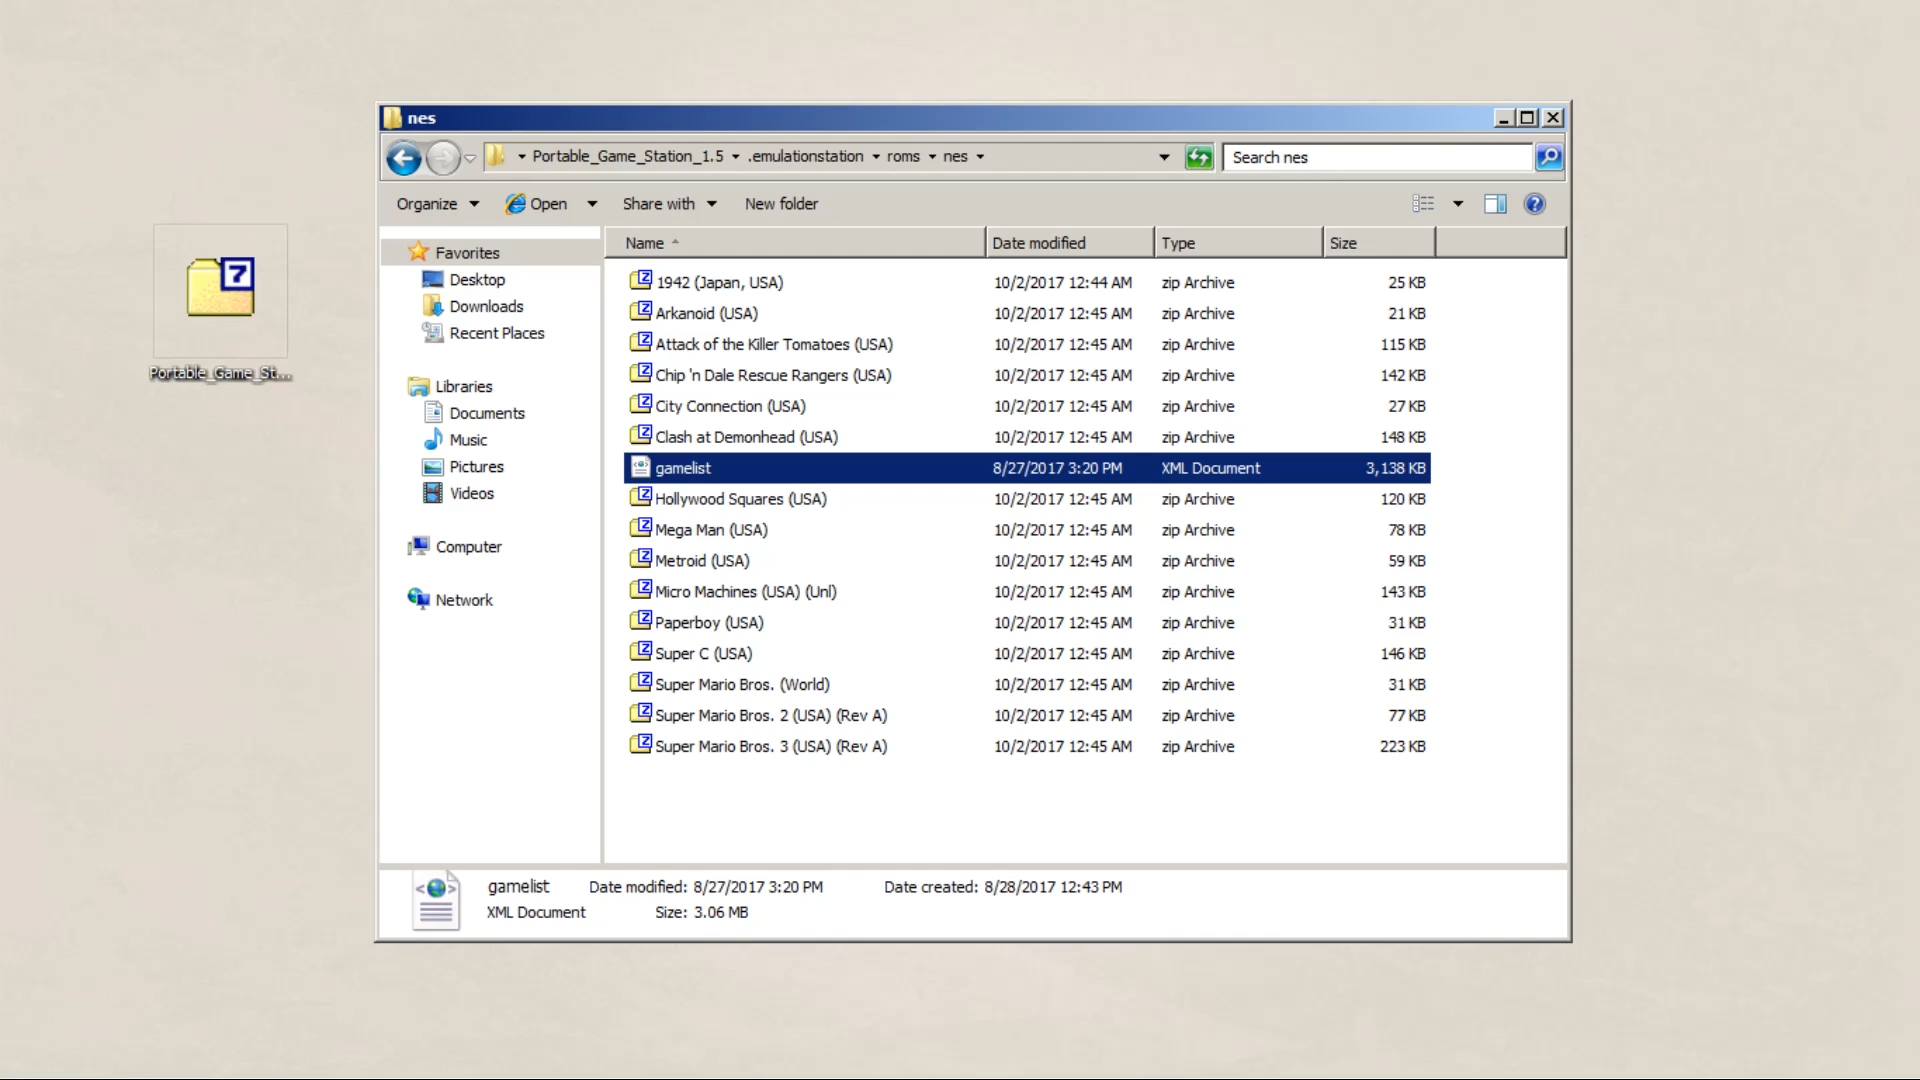 nes
Portable_Game_Station_1.5 .emulationstation roms nes
Search nes
Organize Open Share with New folder
Favorites
Desktop
Downloads
Recent Places
Libraries
Documents
Music
Pictures
Videos
Computer
Network
Portable_Game_St...
Name Date modified Type Size
1942 (Japan, USA) 10/2/2017 12:44 AM zip Archive 25 KB
Arkanoid (USA) 10/2/2017 12:45 AM zip Archive 21 KB
Attack of the Killer Tomatoes (USA) 10/2/2017 12:45 AM zip Archive 115 KB
Chip 'n Dale Rescue Rangers (USA) 10/2/2017 12:45 AM zip Archive 142 KB
City Connection (USA) 10/2/2017 12:45 AM zip Archive 27 KB
Clash at Demonhead (USA) 10/2/2017 12:45 AM zip Archive 148 KB
gamelist 8/27/2017 3:20 PM XML Document 3,138 KB
Hollywood Squares (USA) 10/2/2017 12:45 AM zip Archive 120 KB
Mega Man (USA) 10/2/2017 12:45 AM zip Archive 78 KB
Metroid (USA) 10/2/2017 12:45 AM zip Archive 59 KB
Micro Machines (USA) (Unl) 10/2/2017 12:45 AM zip Archive 143 KB
Paperboy (USA) 10/2/2017 12:45 AM zip Archive 31 KB
Super C (USA) 10/2/2017 12:45 AM zip Archive 146 KB
Super Mario Bros. (World) 10/2/2017 12:45 AM zip Archive 31 KB
Super Mario Bros. 2 (USA) (Rev A) 10/2/2017 12:45 AM zip Archive 77 KB
Super Mario Bros. 3 (USA) (Rev A) 10/2/2017 12:45 AM zip Archive 223 KB
gamelist Date modified: 8/27/2017 3:20 PM Date created: 8/28/2017 12:43 PM
XML Document Size: 3.06 MB